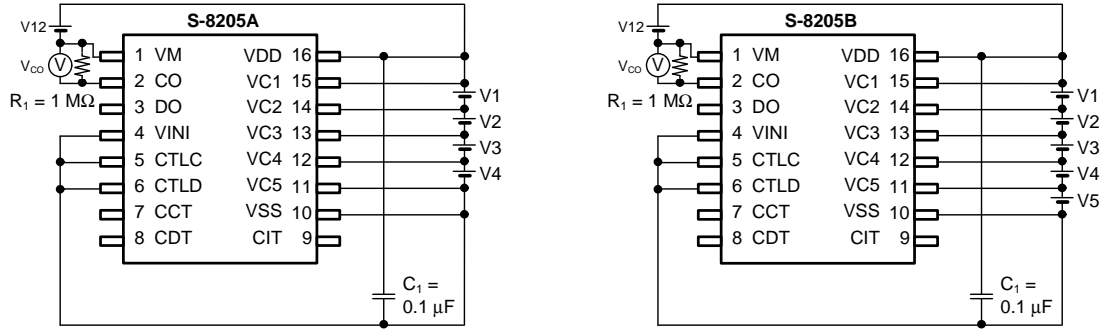 S-8205A
V12
VCO
V
R1 = 1 MΩ
1 VM
2 CO
3 DO
4 VINI
5 CTLC
6 CTLD
7 CCT
8 CDT
VDD 16
VC1 15
VC2 14
VC3 13
VC4 12
VC5 11
VSS 10
CIT 9
V1
V2
V3
V4
C1 =
0.1 μF
S-8205B
V12
VCO
V
R1 = 1 MΩ
1 VM
2 CO
3 DO
4 VINI
5 CTLC
6 CTLD
7 CCT
8 CDT
VDD 16
VC1 15
VC2 14
VC3 13
VC4 12
VC5 11
VSS 10
CIT 9
V1
V2
V3
V4
V5
C1 =
0.1 μF